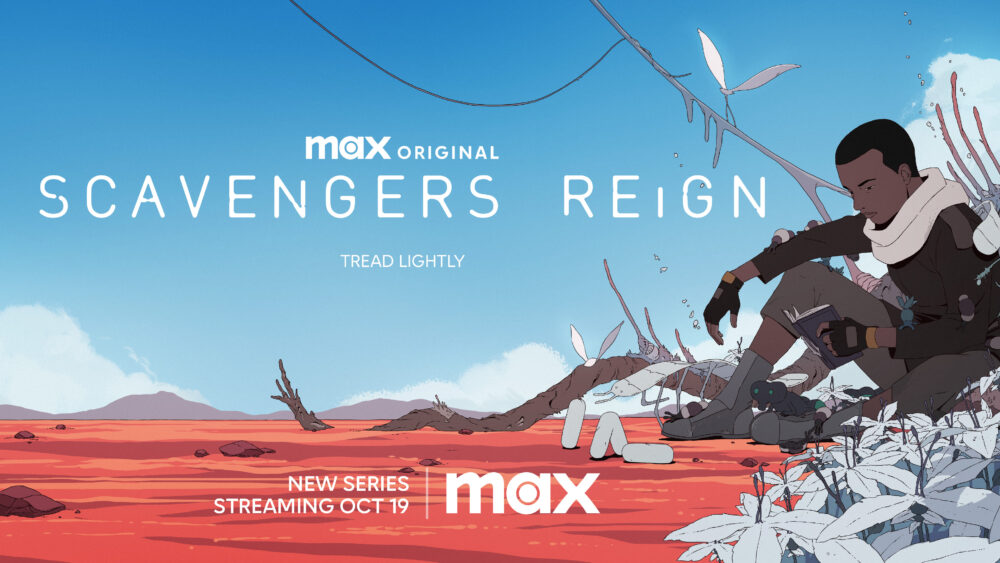 max ORIGINAL
SCAVENGERS REiGN
TREAD LIGHTLY
NEW SERIES
STREAMING OCT 19
max